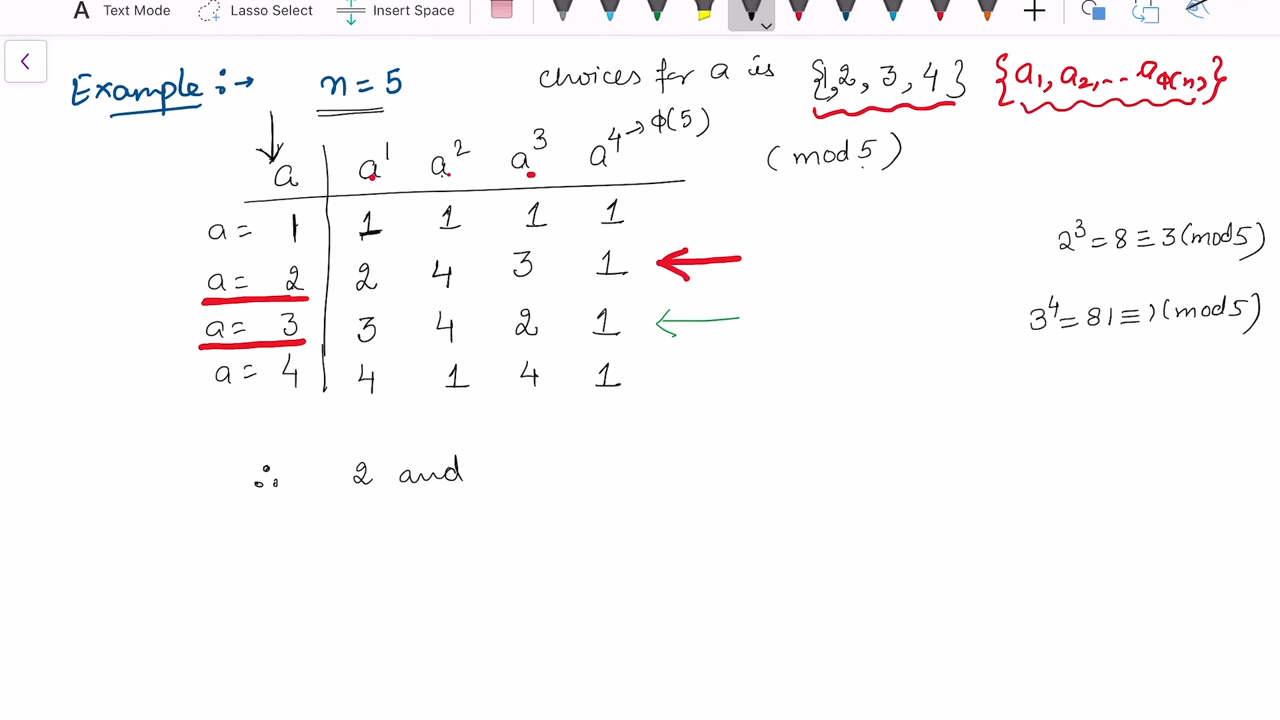 A Text Mode Lasso Select Insert Space
Example :→ n = 5 choices for a is {1,2,3,4} {a₁, a₂, ... a_ϕ(n)}
a a¹ a² a³ a⁴ → ϕ(5) (mod 5)
a = 1 1 1 1 1
a = 2 2 4 3 1 2³ = 8 ≡ 3 (mod 5)
a = 3 3 4 2 1 3⁴ = 81 ≡ 1 (mod 5)
a = 4 4 1 4 1
∴ 2 and